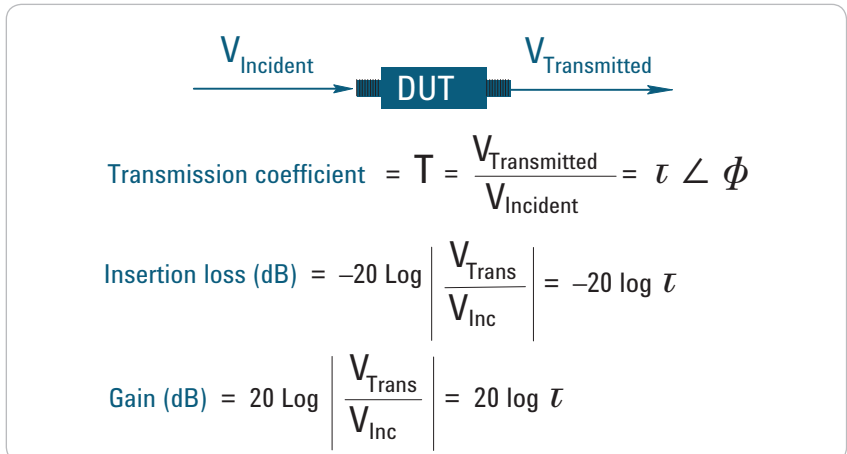 V_Incident V_Transmitted
DUT
Transmission coefficient = T = V_Transmitted / V_Incident = τ ∠ ϕ
Insertion loss (dB) = –20 Log | V_Trans / V_Inc | = –20 log τ
Gain (dB) = 20 Log | V_Trans / V_Inc | = 20 log τ